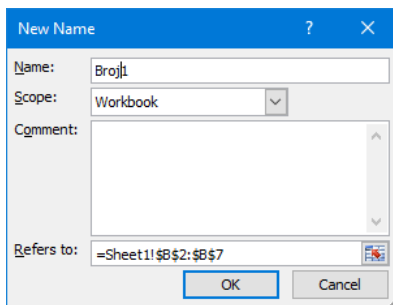 New Name ? ×
Name: Broj1
Scope: Workbook
Comment:
Refers to: =Sheet1!$B$2:$B$7
OK Cancel